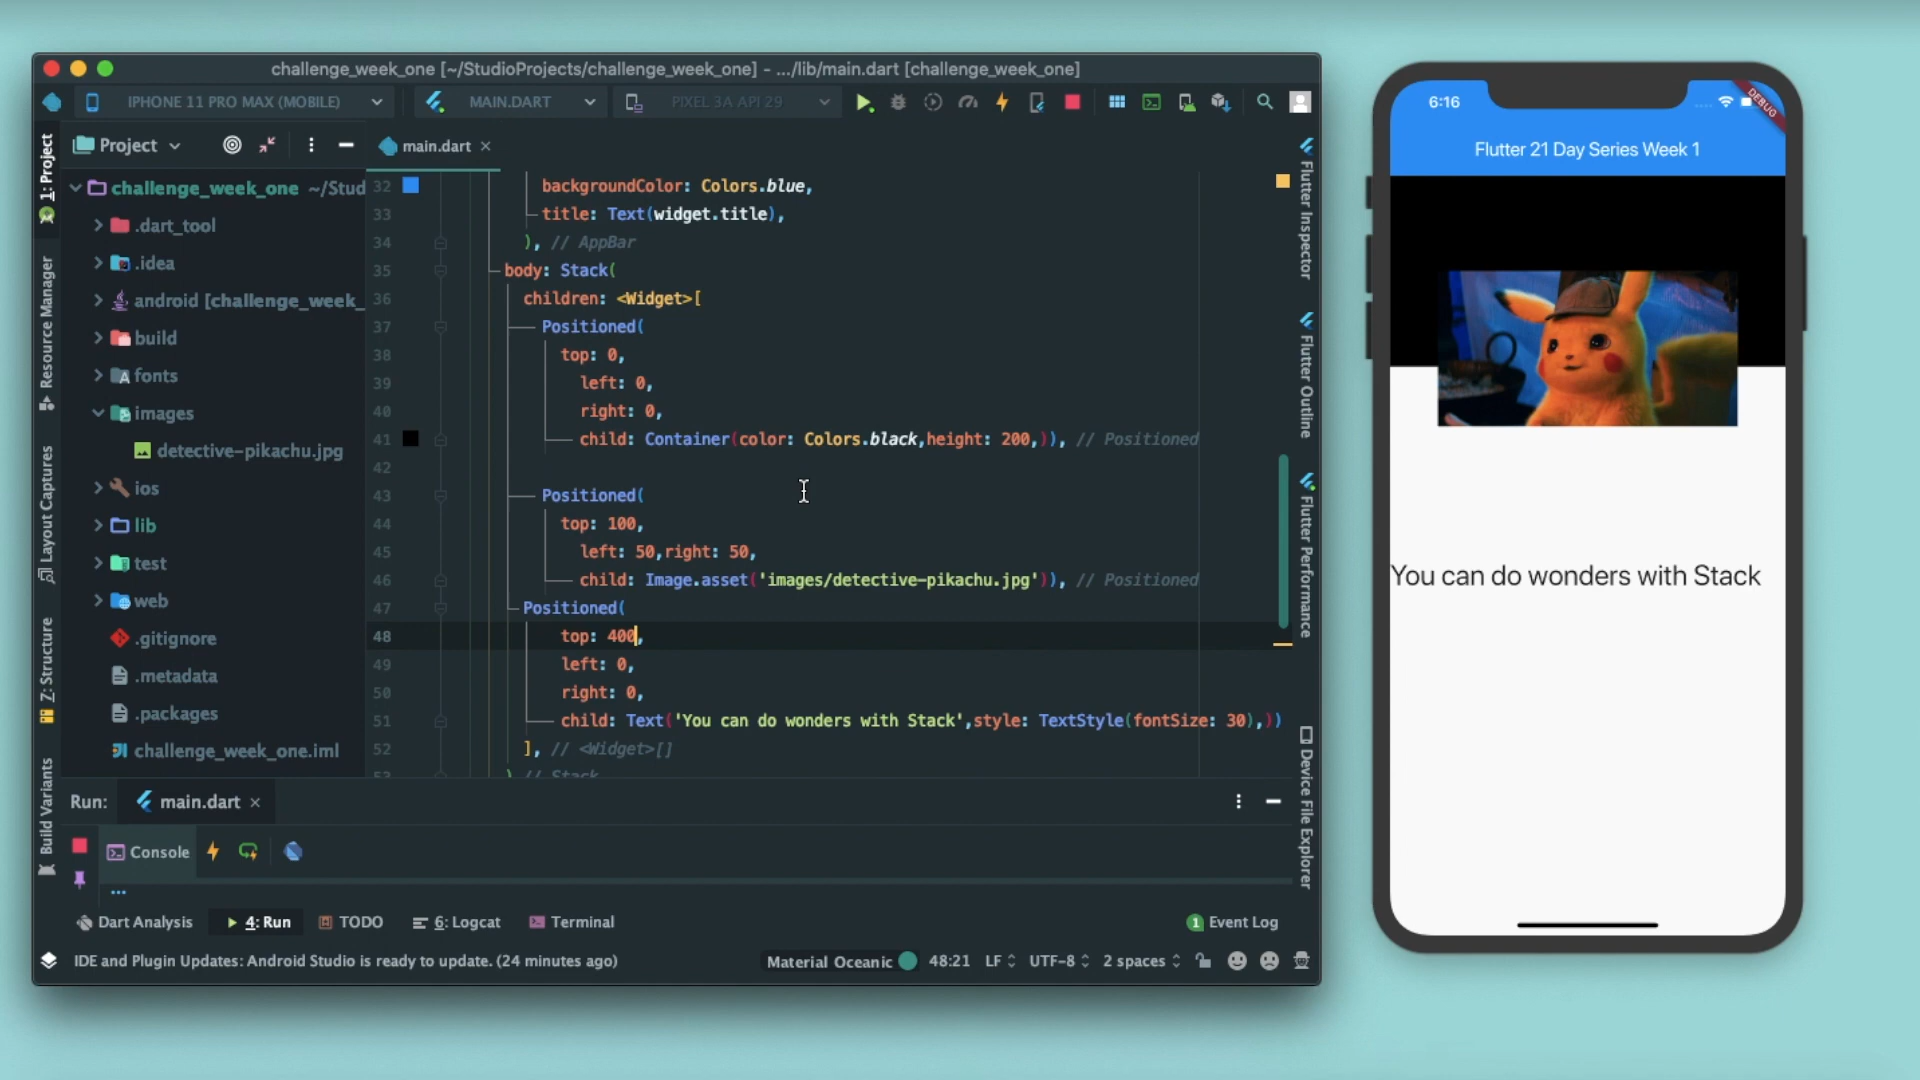 challenge_week_one [~/StudioProjects/challenge_week_one] - .../lib/main.dart [challenge_week_one]
IPHONE 11 PRO MAX (MOBILE)
MAIN.DART
PIXEL 3A API 29
1: Project
Resource Manager
Layout Captures
Z: Structure
Build Variants
Project
challenge_week_one ~/Stud
.dart_tool
.idea
android [challenge_week_
build
fonts
images
detective-pikachu.jpg
ios
lib
test
web
.gitignore
.metadata
.packages
challenge_week_one.iml
main.dart
32 backgroundColor: Colors.blue,
33 title: Text(widget.title),
34 ), // AppBar
35 body: Stack(
36 children: <Widget>[
37 Positioned(
38 top: 0,
39 left: 0,
40 right: 0,
41 child: Container(color: Colors.black,height: 200,)), // Positioned
42
43 Positioned(
44 top: 100,
45 left: 50,right: 50,
46 child: Image.asset('images/detective-pikachu.jpg')), // Positioned
47 Positioned(
48 top: 400,
49 left: 0,
50 right: 0,
51 child: Text('You can do wonders with Stack',style: TextStyle(fontSize: 30),))
52 ], // <Widget>[]
53 ) // Stack
Flutter Inspector
Flutter Outline
Flutter Performance
Device File Explorer
Run: main.dart
Console
Dart Analysis
4: Run
TODO
6: Logcat
Terminal
1 Event Log
IDE and Plugin Updates: Android Studio is ready to update. (24 minutes ago)
Material Oceanic
48:21
LF
UTF-8
2 spaces
6:16
DEBUG
Flutter 21 Day Series Week 1
You can do wonders with Stack